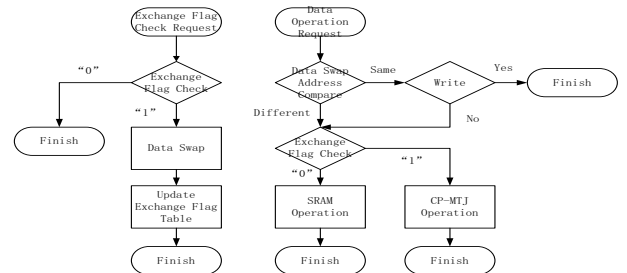 Exchange Flag
Check Request
“0”
Exchange
Flag Check
“1”
Finish
Data Swap
Update
Exchange Flag
Table
Finish
Data
Operation
Request
Data Swap
Address
Compare
Same
Write
Yes
Finish
Different
No
Exchange
Flag Check
“0”
“1”
SRAM
Operation
CP-MTJ
Operation
Finish
Finish